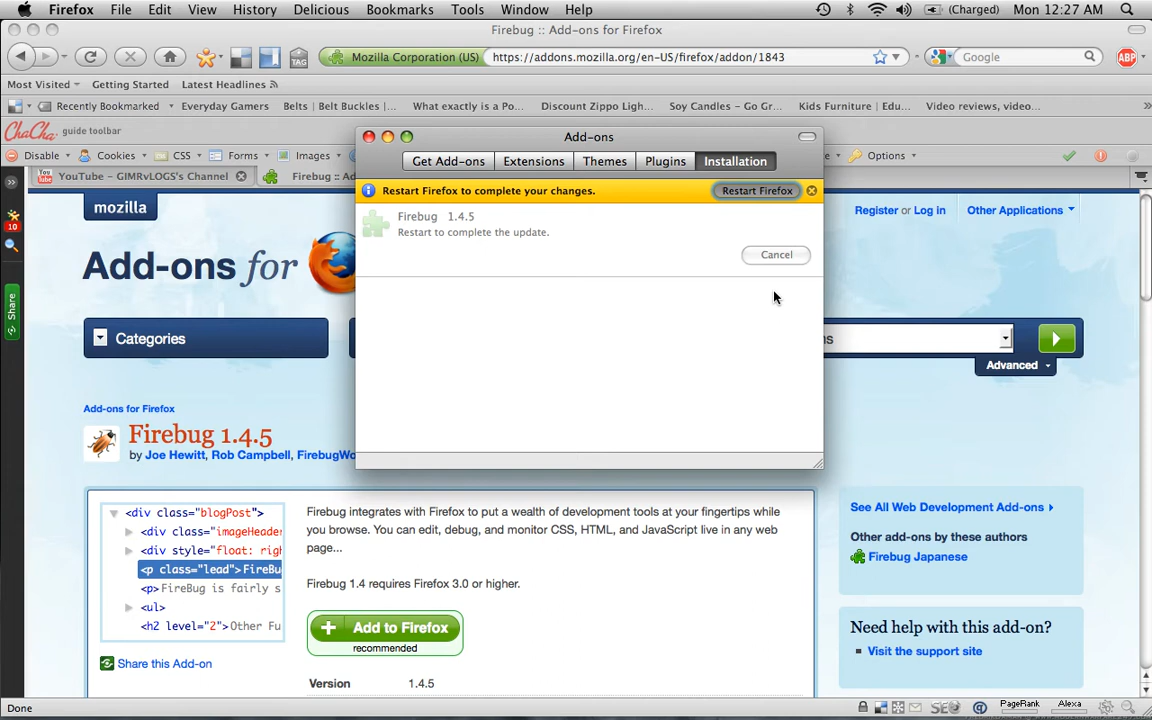 Firefox File Edit View History Delicious Bookmarks Tools Window Help (Charged) Mon 12:27 AM
Firebug :: Add-ons for Firefox
TAG Mozilla Corporation (US) https://addons.mozilla.org/en-US/firefox/addon/1843 Google ABP
Most Visited Getting Started Latest Headlines
Recently Bookmarked Everyday Gamers Belts | Belt Buckles |... What exactly is a Po... Discount Zippo Ligh... Soy Candles – Go Gr... Kids Furniture | Edu... Video reviews, video... »
ChaCha guide toolbar
Add-ons
Disable Cookies CSS Forms Images Options
Get Add-ons Extensions Themes Plugins Installation
YouTube – GIMRvLOGS's Channel Firebug :: Ad
Restart Firefox to complete your changes. Restart Firefox
mozilla
Register or Log in Other Applications
Firebug 1.4.5
Restart to complete the update.
Cancel
10
Share
Add-ons for
Categories
ns
Advanced
Add-ons for Firefox
Firebug 1.4.5
by Joe Hewitt, Rob Campbell, FirebugWo
<div class="blogPost">
<div class="imageHeader
<div style="float: righ
<p class="lead">FireBu
<p>FireBug is fairly s
<ul>
<h2 level="2">Other Fu
Share this Add-on
Firebug integrates with Firefox to put a wealth of development tools at your fingertips while
you browse. You can edit, debug, and monitor CSS, HTML, and JavaScript live in any web
page...
Firebug 1.4 requires Firefox 3.0 or higher.
Add to Firefox
recommended
Version 1.4.5
See All Web Development Add-ons
Other add-ons by these authors
Firebug Japanese
Need help with this add-on?
Visit the support site
Done SEO PageRank Alexa